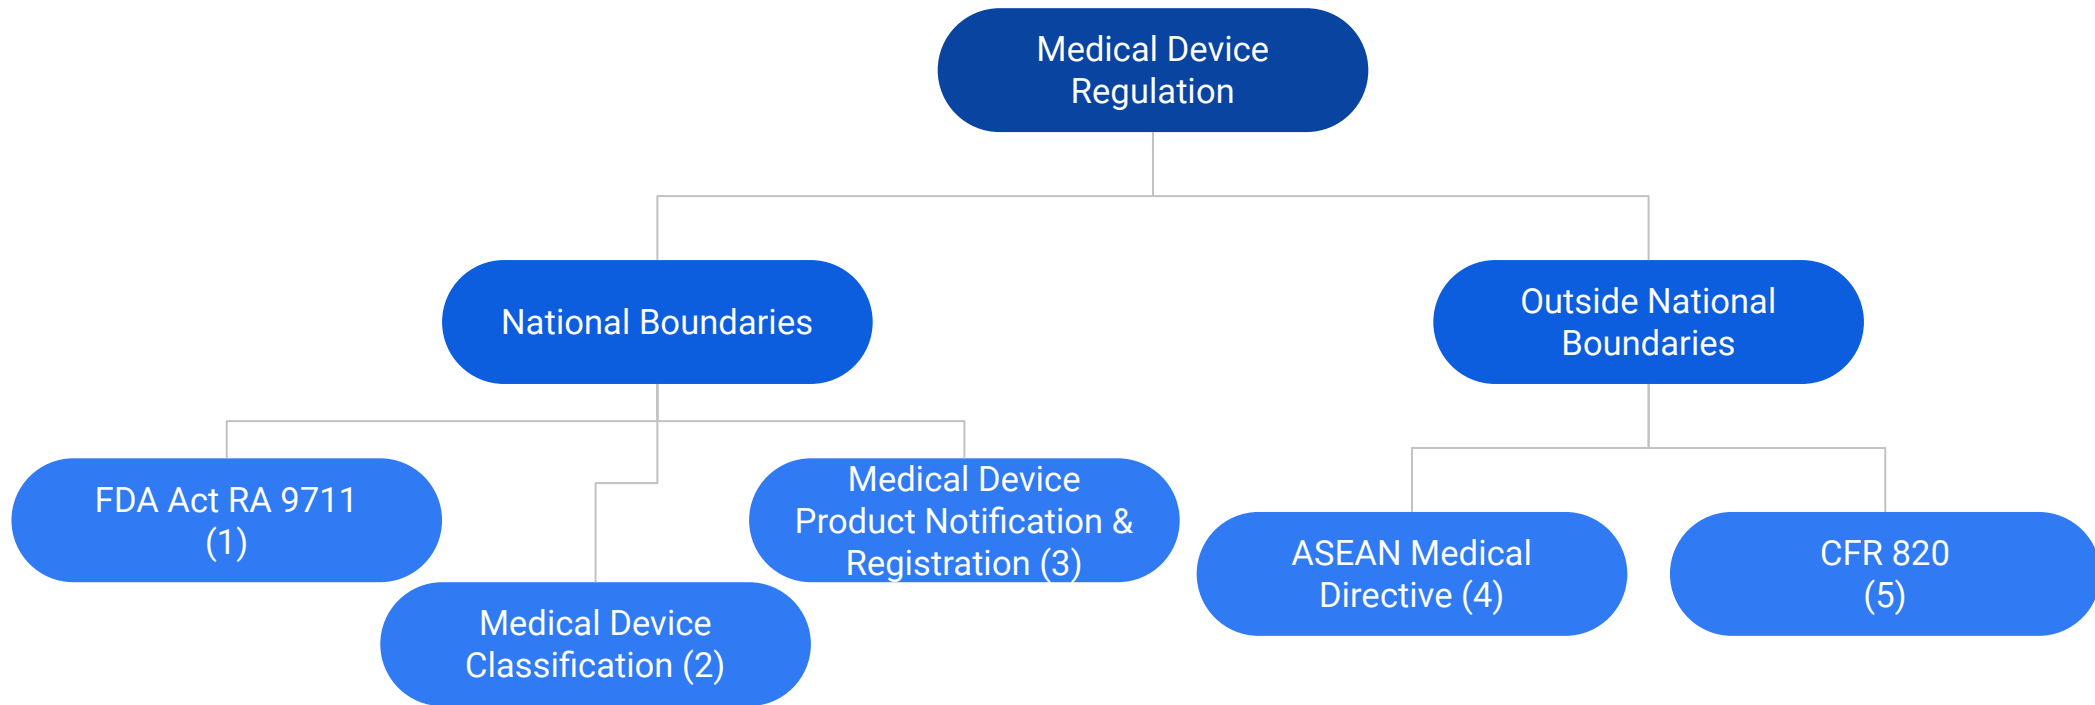 Medical Device
Regulation
National Boundaries
Outside National
Boundaries
FDA Act RA 9711
(1)
Medical Device
Classification (2)
Medical Device
Product Notification &
Registration (3)
ASEAN Medical
Directive (4)
CFR 820
(5)